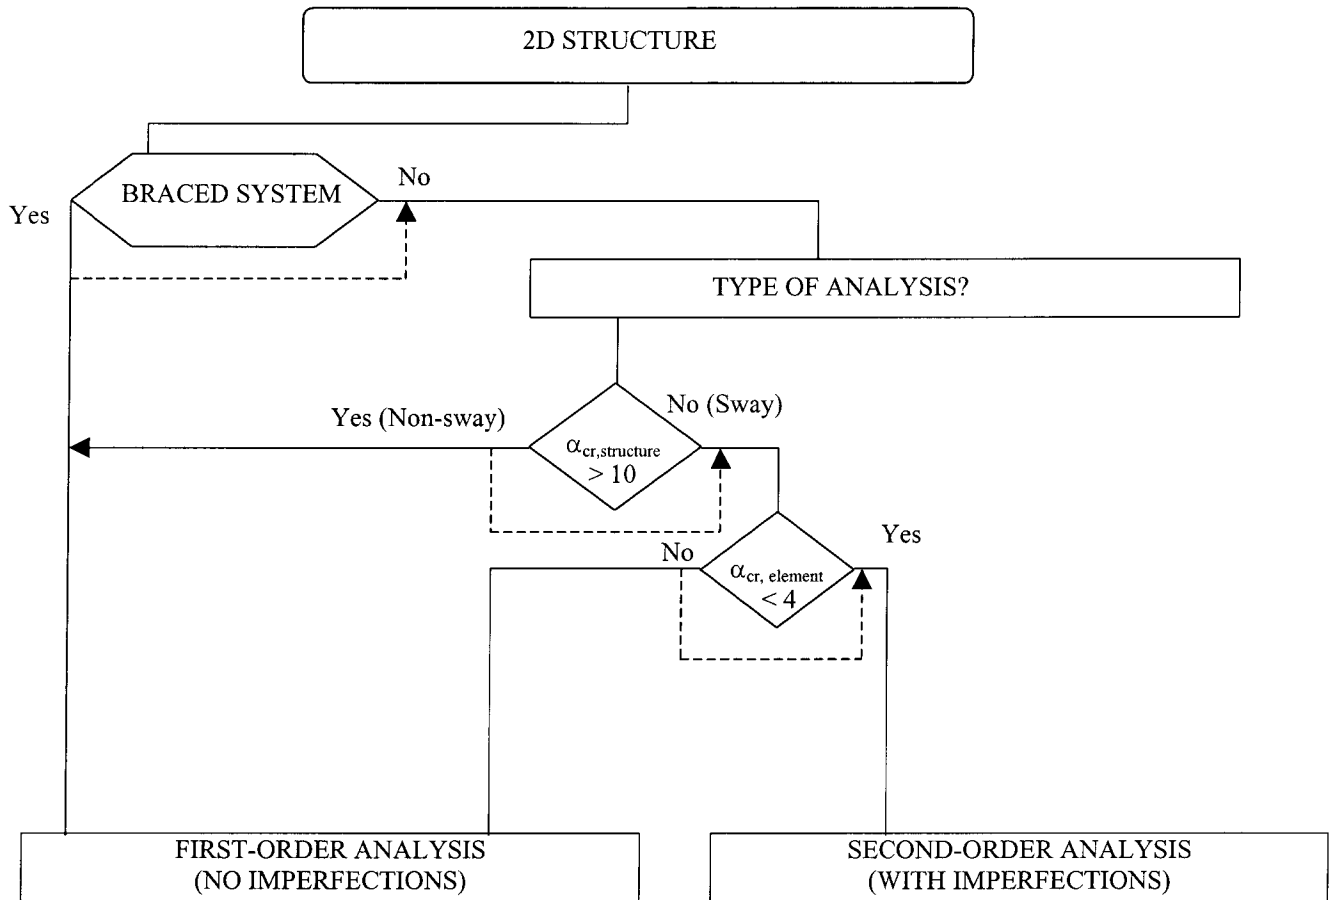 2D STRUCTURE
No
BRACED SYSTEM
Yes
TYPE OF ANALYSIS?
No (Sway)
Yes (Non-sway)
αcr,structure
> 10
Yes
No
αcr, element
< 4
FIRST-ORDER ANALYSIS
(NO IMPERFECTIONS)
SECOND-ORDER ANALYSIS
(WITH IMPERFECTIONS)